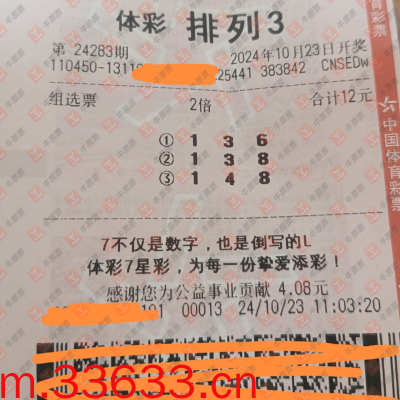 体彩 排列3
第 24283期 2024年10月23日开奖
110450-1311 25441 383842 CNSEDw
组选票 2倍 合计12元
① 1 3 6
② 1 3 8
③ 1 4 8
7不仅是数字，也是倒写的L
体彩7星彩，为每一份挚爱添彩！
感谢您为公益事业贡献 4.08元
101 00013 24/10/23 11:03:20
m.33633.cn
育彩票
中国体育彩票